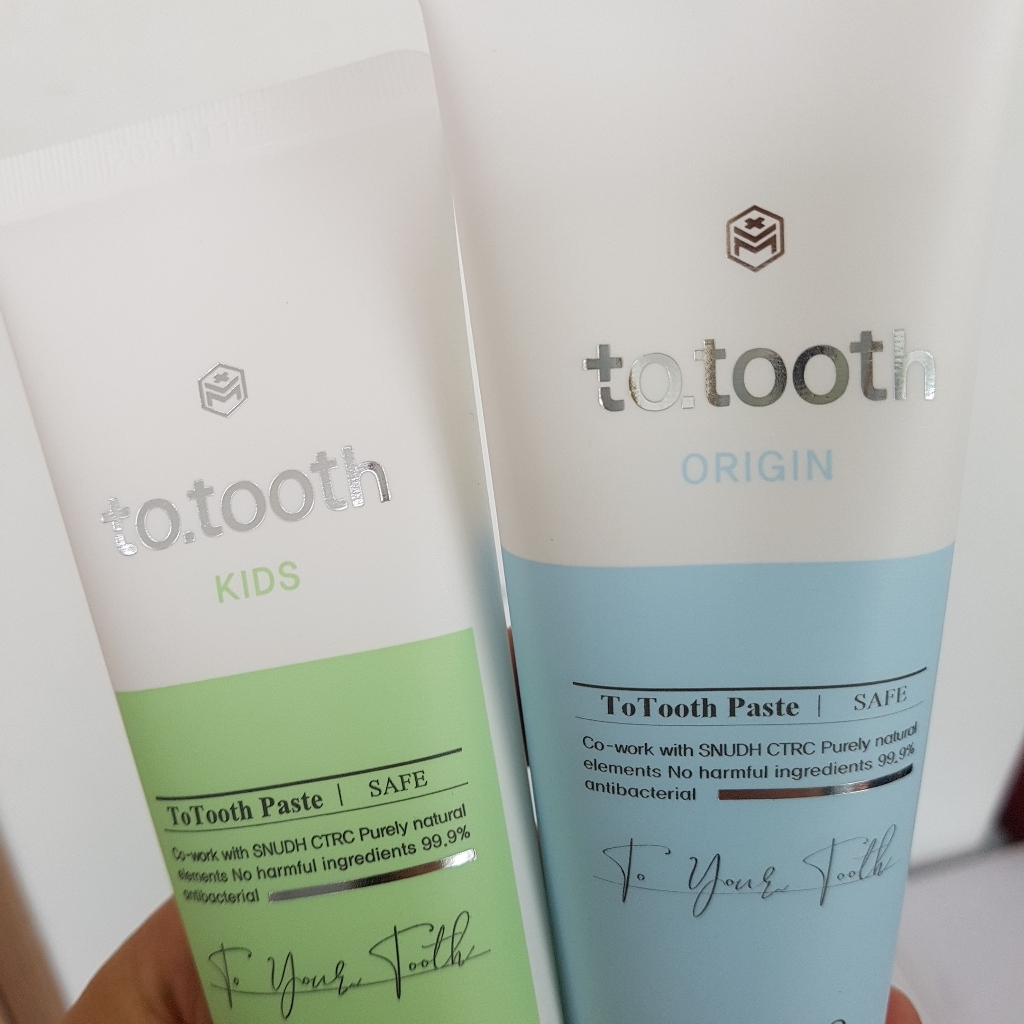 to.tooth
KIDS
ToTooth Paste | SAFE
Co-work with SNUDH CTRC Purely natural
elements No harmful ingredients 99.9%
antibacterial
To Your Tooth
to.tooth
ORIGIN
ToTooth Paste | SAFE
Co-work with SNUDH CTRC Purely natural
elements No harmful ingredients 99.9%
antibacterial
To Your Tooth